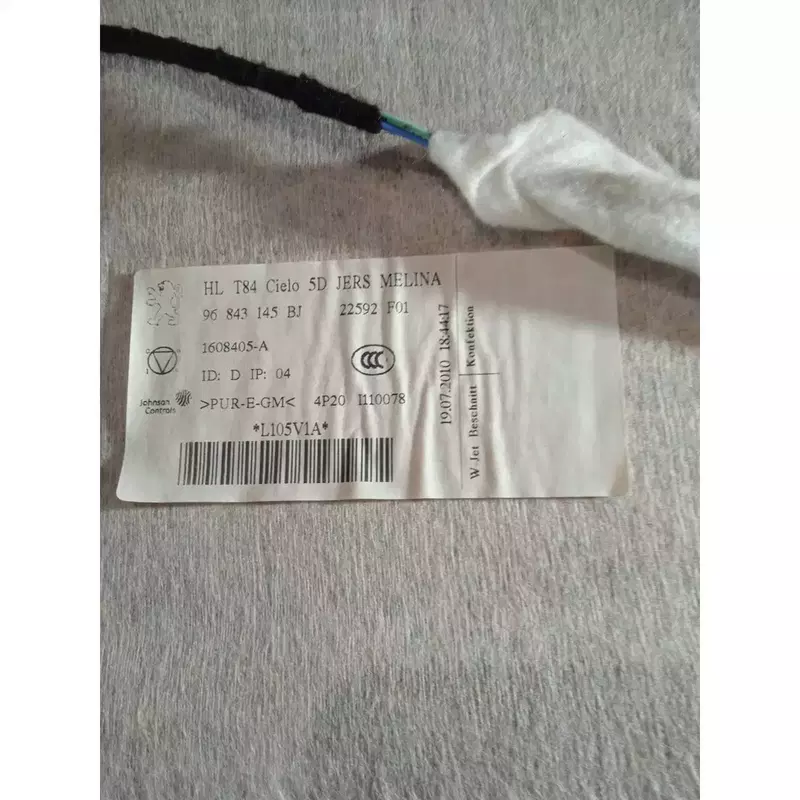 HL T84 Cielo 5D JERS MELINA
96 843 145 BJ 22592 F01
1608405-A
ID: D IP: 04
Johnson
Controls
>PUR-E-GM< 4P20 I110078
*L105V1A*
19.07.2010 18:44:17
W.Jet Beschnitt Konfektion